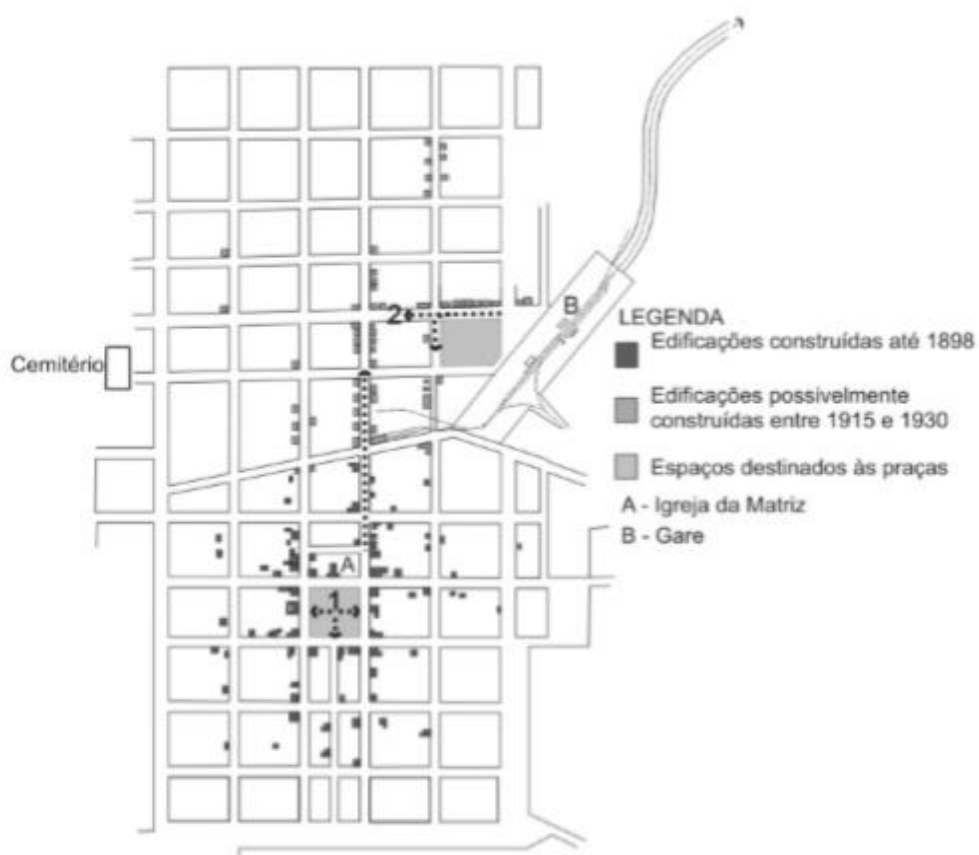 2
B
Cemitério
LEGENDA
Edificações construídas até 1898
Edificações possivelmente
construídas entre 1915 e 1930
Espaços destinados às praças
A - Igreja da Matriz
B - Gare
A
1